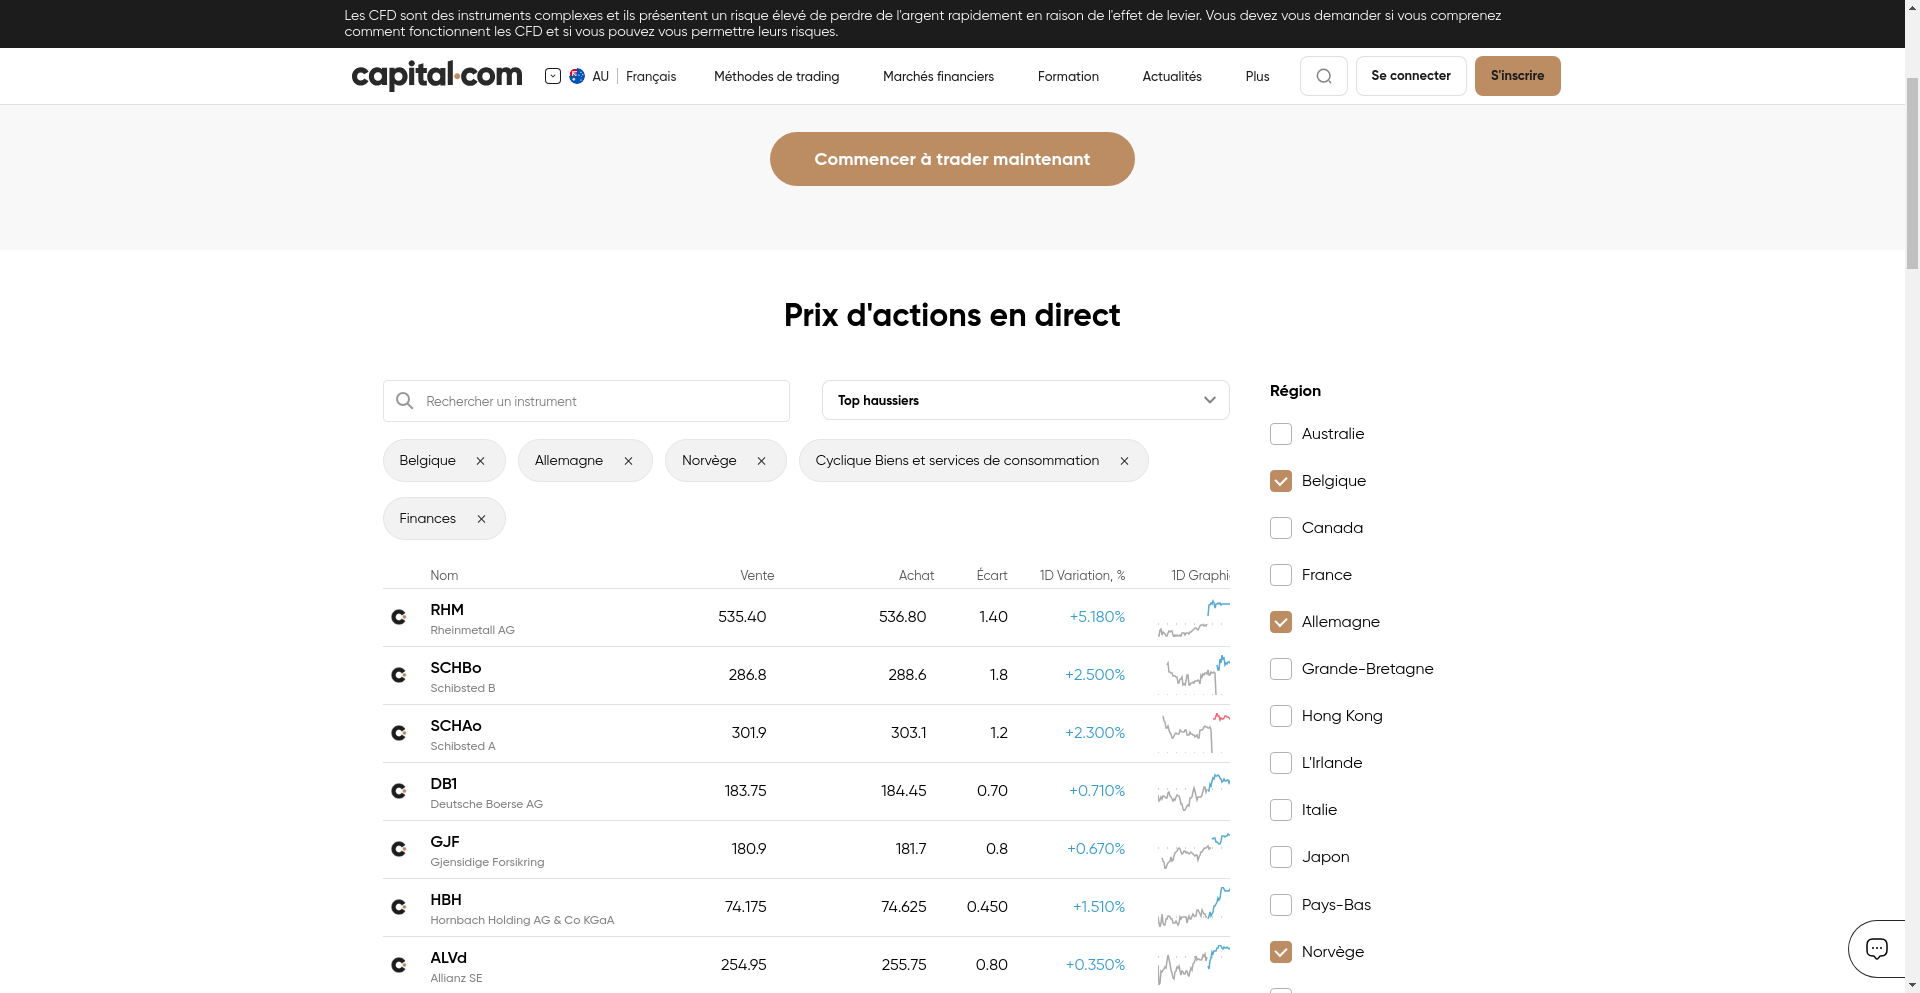 Les CFD sont des instruments complexes et ils présentent un risque élevé de perdre de l'argent rapidement en raison de l'effet de levier. Vous devez vous demander si vous comprenez
comment fonctionnent les CFD et si vous pouvez vous permettre leurs risques.
capital.com AU Français Méthodes de trading Marchés financiers Formation Actualités Plus Se connecter S'inscrire
Commencer à trader maintenant
Prix d'actions en direct
Rechercher un instrument
Top haussiers
Belgique Allemagne Norvège Cyclique Biens et services de consommation
Finances
Nom Vente Achat Écart 1D Variation, % 1D Graphi
RHM
Rheinmetall AG
535.40 536.80 1.40 +5.180%
SCHBo
Schibsted B
286.8 288.6 1.8 +2.500%
SCHAo
Schibsted A
301.9 303.1 1.2 +2.300%
DB1
Deutsche Boerse AG
183.75 184.45 0.70 +0.710%
GJF
Gjensidige Forsikring
180.9 181.7 0.8 +0.670%
HBH
Hornbach Holding AG & Co KGaA
74.175 74.625 0.450 +1.510%
ALVd
Allianz SE
254.95 255.75 0.80 +0.350%
Région
Australie
Belgique
Canada
France
Allemagne
Grande-Bretagne
Hong Kong
L'Irlande
Italie
Japon
Pays-Bas
Norvège